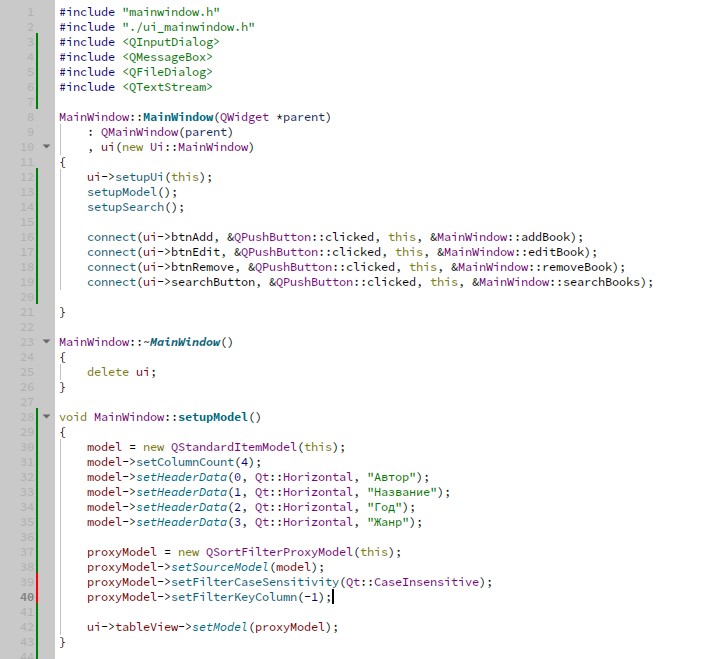 1 #include "mainwindow.h"
2 #include "./ui_mainwindow.h"
3 #include <QInputDialog>
4 #include <QMessageBox>
5 #include <QFileDialog>
6 #include <QTextStream>
7
8 MainWindow::MainWindow(QWidget *parent)
9     : QMainWindow(parent)
10     , ui(new Ui::MainWindow)
11 {
12     ui->setupUi(this);
13     setupModel();
14     setupSearch();
15
16     connect(ui->btnAdd, &QPushButton::clicked, this, &MainWindow::addBook);
17     connect(ui->btnEdit, &QPushButton::clicked, this, &MainWindow::editBook);
18     connect(ui->btnRemove, &QPushButton::clicked, this, &MainWindow::removeBook);
19     connect(ui->searchButton, &QPushButton::clicked, this, &MainWindow::searchBooks);
20
21 }
22
23 MainWindow::~MainWindow()
24 {
25     delete ui;
26 }
27
28 void MainWindow::setupModel()
29 {
30     model = new QStandardItemModel(this);
31     model->setColumnCount(4);
32     model->setHeaderData(0, Qt::Horizontal, "Автор");
33     model->setHeaderData(1, Qt::Horizontal, "Название");
34     model->setHeaderData(2, Qt::Horizontal, "Год");
35     model->setHeaderData(3, Qt::Horizontal, "Жанр");
36
37     proxyModel = new QSortFilterProxyModel(this);
38     proxyModel->setSourceModel(model);
39     proxyModel->setFilterCaseSensitivity(Qt::CaseInsensitive);
40     proxyModel->setFilterKeyColumn(-1);
41
42     ui->tableView->setModel(proxyModel);
43 }
44